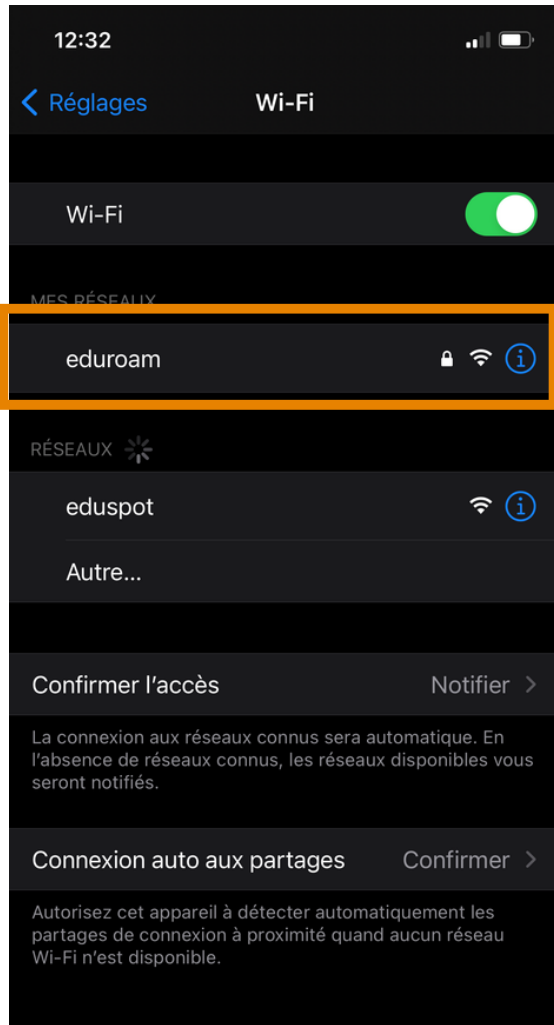 12:32
Réglages
Wi-Fi
Wi-Fi
MES RÉSEAUX
eduroam
RÉSEAUX
eduspot
Autre...
Confirmer l'accès Notifier
La connexion aux réseaux connus sera automatique. En
l'absence de réseaux connus, les réseaux disponibles vous
seront notifiés.
Connexion auto aux partages Confirmer
Autorisez cet appareil à détecter automatiquement les
partages de connexion à proximité quand aucun réseau
Wi-Fi n'est disponible.